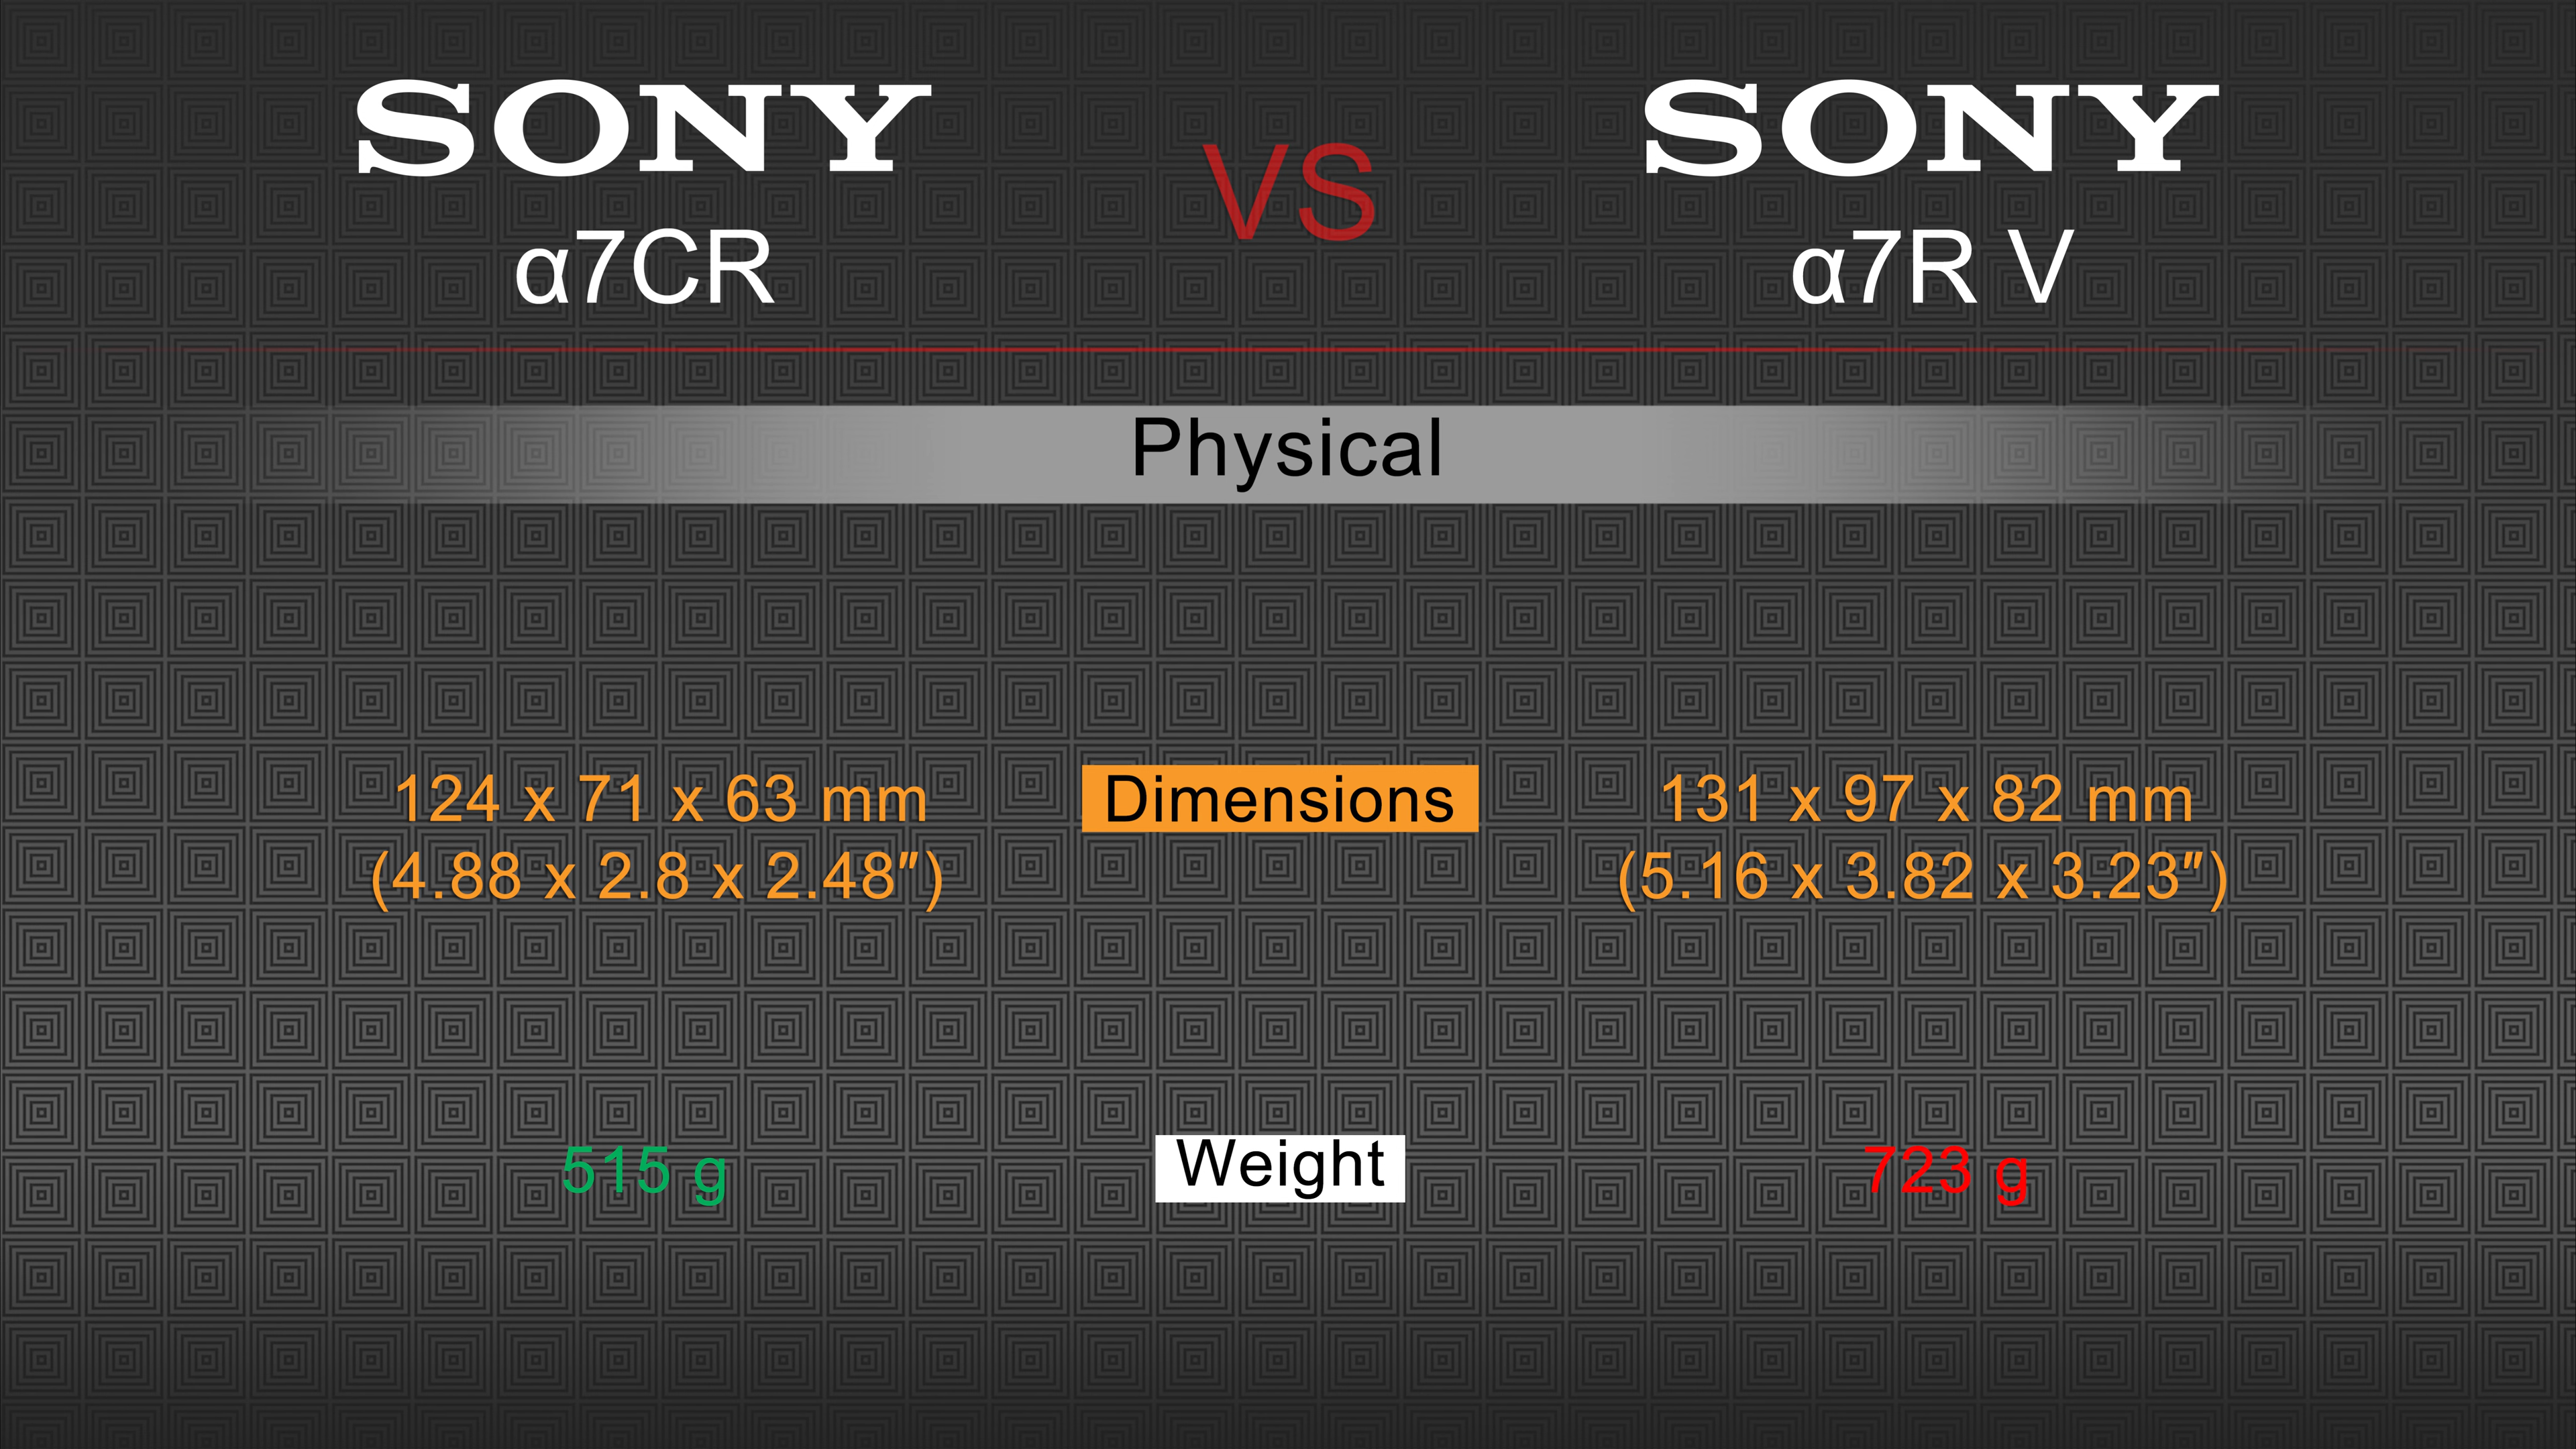 SONY VS SONY
α7CR α7R V
Physical
124 x 71 x 63 mm Dimensions 131 x 97 x 82 mm
(4.88 x 2.8 x 2.48″) (5.16 x 3.82 x 3.23″)
515 g Weight 723 g